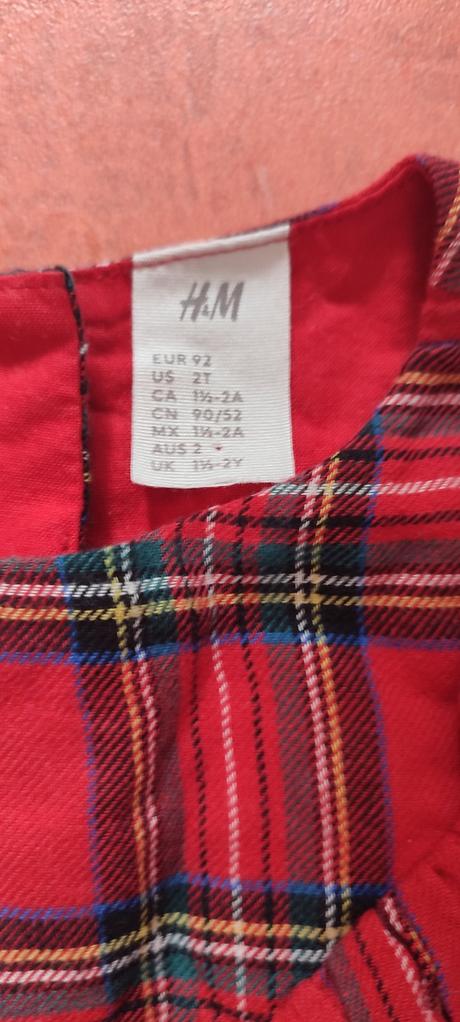 H&M
EUR 92
US 2T
CA 1½-2A
CN 90/52
MX 1½-2A
AUS 2
UK 1½-2Y